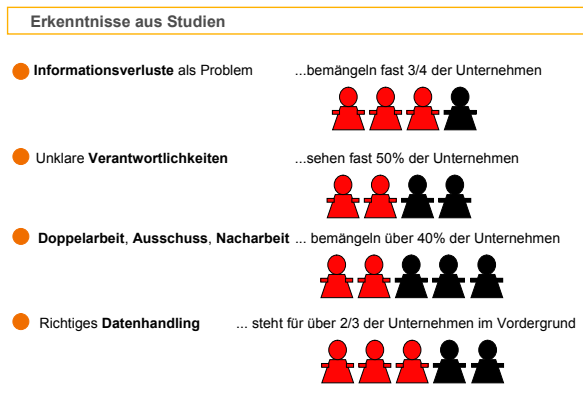 Erkenntnisse aus Studien
Informationsverluste als Problem ...bemängeln fast 3/4 der Unternehmen
Unklare Verantwortlichkeiten ...sehen fast 50% der Unternehmen
Doppelarbeit, Ausschuss, Nacharbeit ... bemängeln über 40% der Unternehmen
Richtiges Datenhandling ... steht für über 2/3 der Unternehmen im Vordergrund